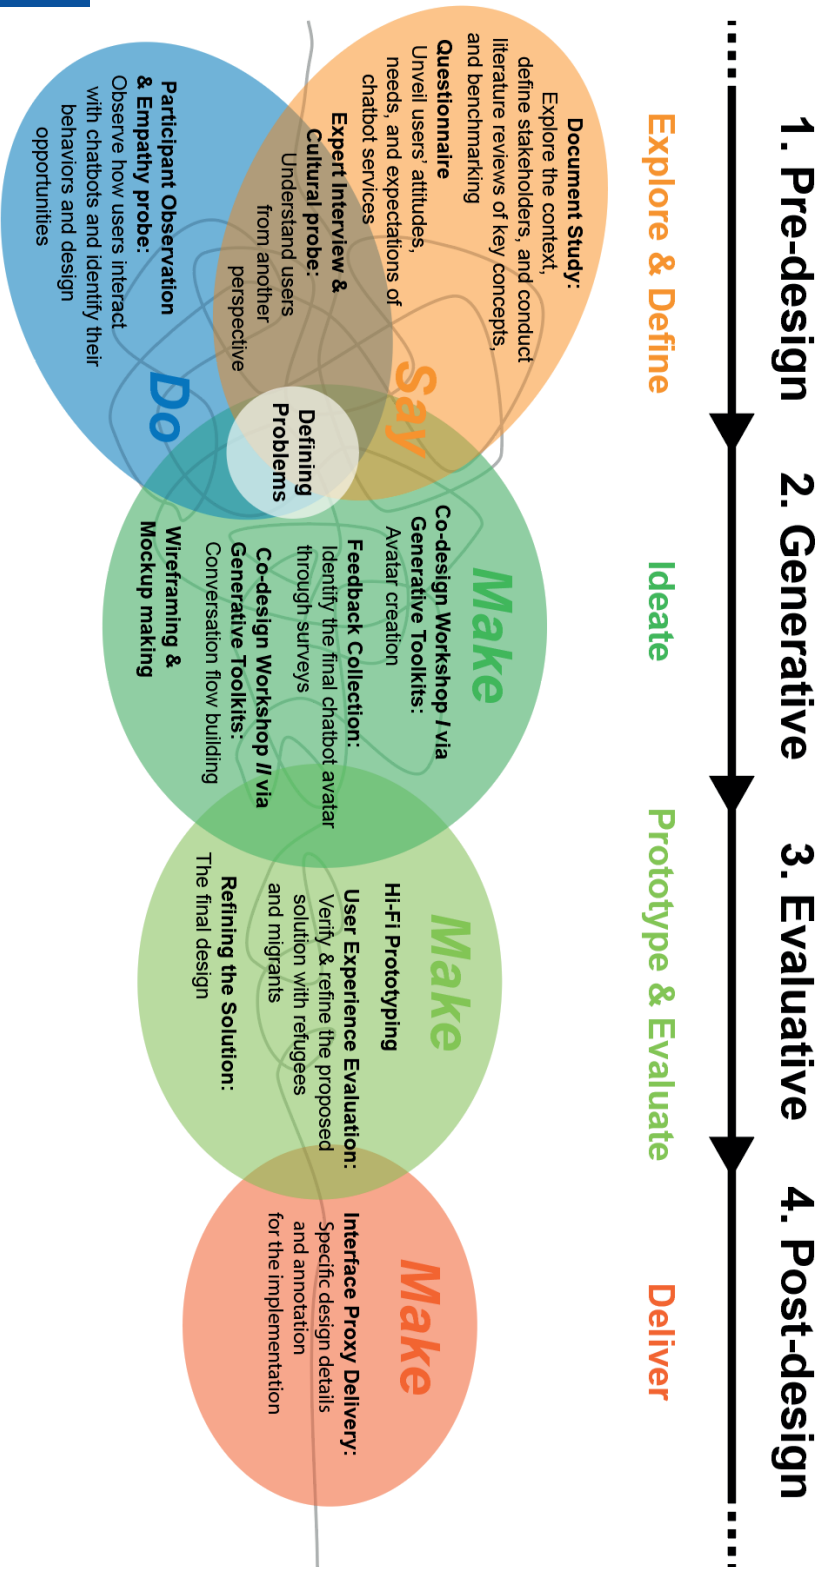 1. Pre-design
2. Generative
3. Evaluative
4. Post-design
Explore & Define
Ideate
Prototype & Evaluate
Deliver
Document Study:
Explore the context,
define stakeholders, and conduct
literature reviews of key concepts,
and benchmarking
Questionnaire
Unveil users' attitudes,
needs, and expectations of
chatbot services
Say
Expert Interview &
Cultural probe:
Understand users
from another
perspective
Participant Observation
& Empathy probe:
Observe how users interact
with chatbots and identify their
behaviors and design
opportunities
Do
Defining
Problems
Make
Co-design Workshop I via
Generative Toolkits:
Avatar creation
Feedback Collection:
Identify the final chatbot avatar
through surveys
Co-design Workshop II via
Generative Toolkits:
Conversation flow building
Wireframing &
Mockup making
Make
Hi-Fi Prototyping
User Experience Evaluation:
Verify & refine the proposed
solution with refugees
and migrants
Refining the Solution:
The final design
Make
Interface Proxy Delivery:
Specific design details
and annotation
for the implementation